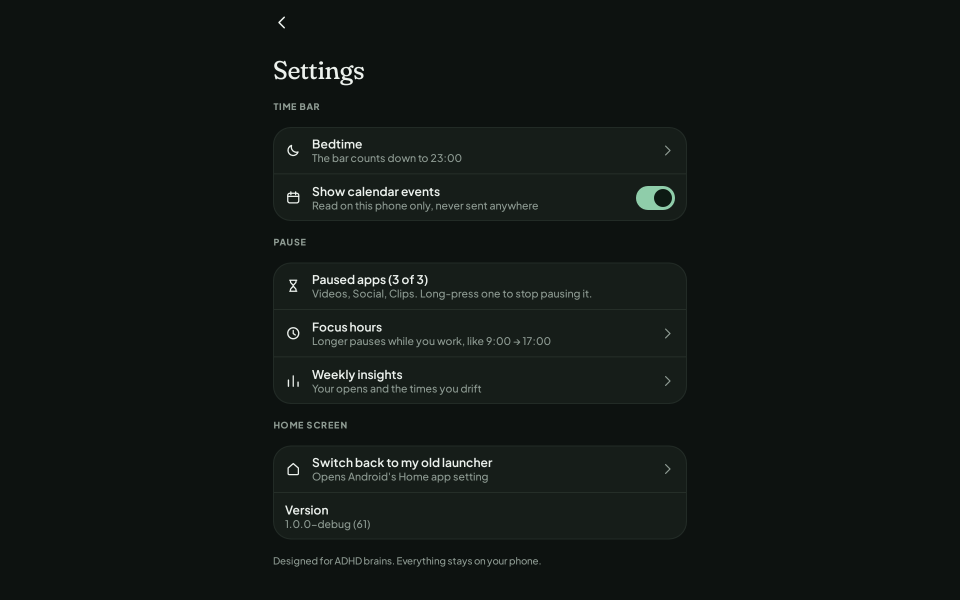 Settings
TIME BAR
Bedtime
The bar counts down to 23:00
Show calendar events
Read on this phone only, never sent anywhere
PAUSE
Paused apps (3 of 3)
Videos, Social, Clips. Long-press one to stop pausing it.
Focus hours
Longer pauses while you work, like 9:00 → 17:00
Weekly insights
Your opens and the times you drift
HOME SCREEN
Switch back to my old launcher
Opens Android's Home app setting
Version
1.0.0-debug (61)
Designed for ADHD brains. Everything stays on your phone.